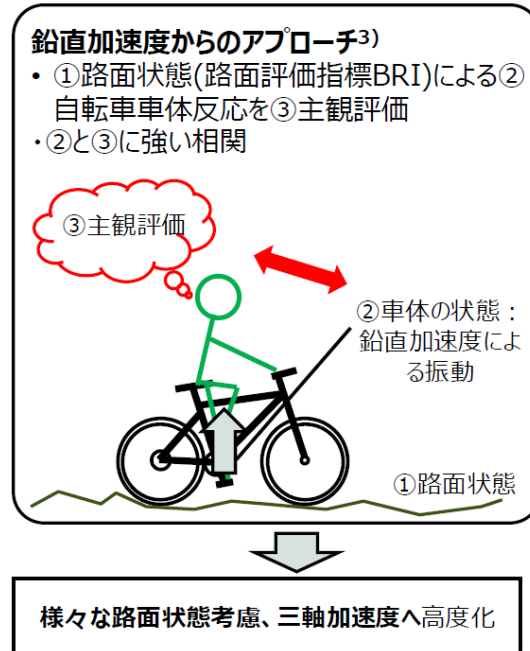 鉛直加速度からのアプローチ3)
• ①路面状態(路面評価指標BRI)による②
自転車車体反応を③主観評価
・②と③に強い相関
③主観評価
②車体の状態：
鉛直加速度によ
る振動
①路面状態
様々な路面状態考慮、三軸加速度へ高度化